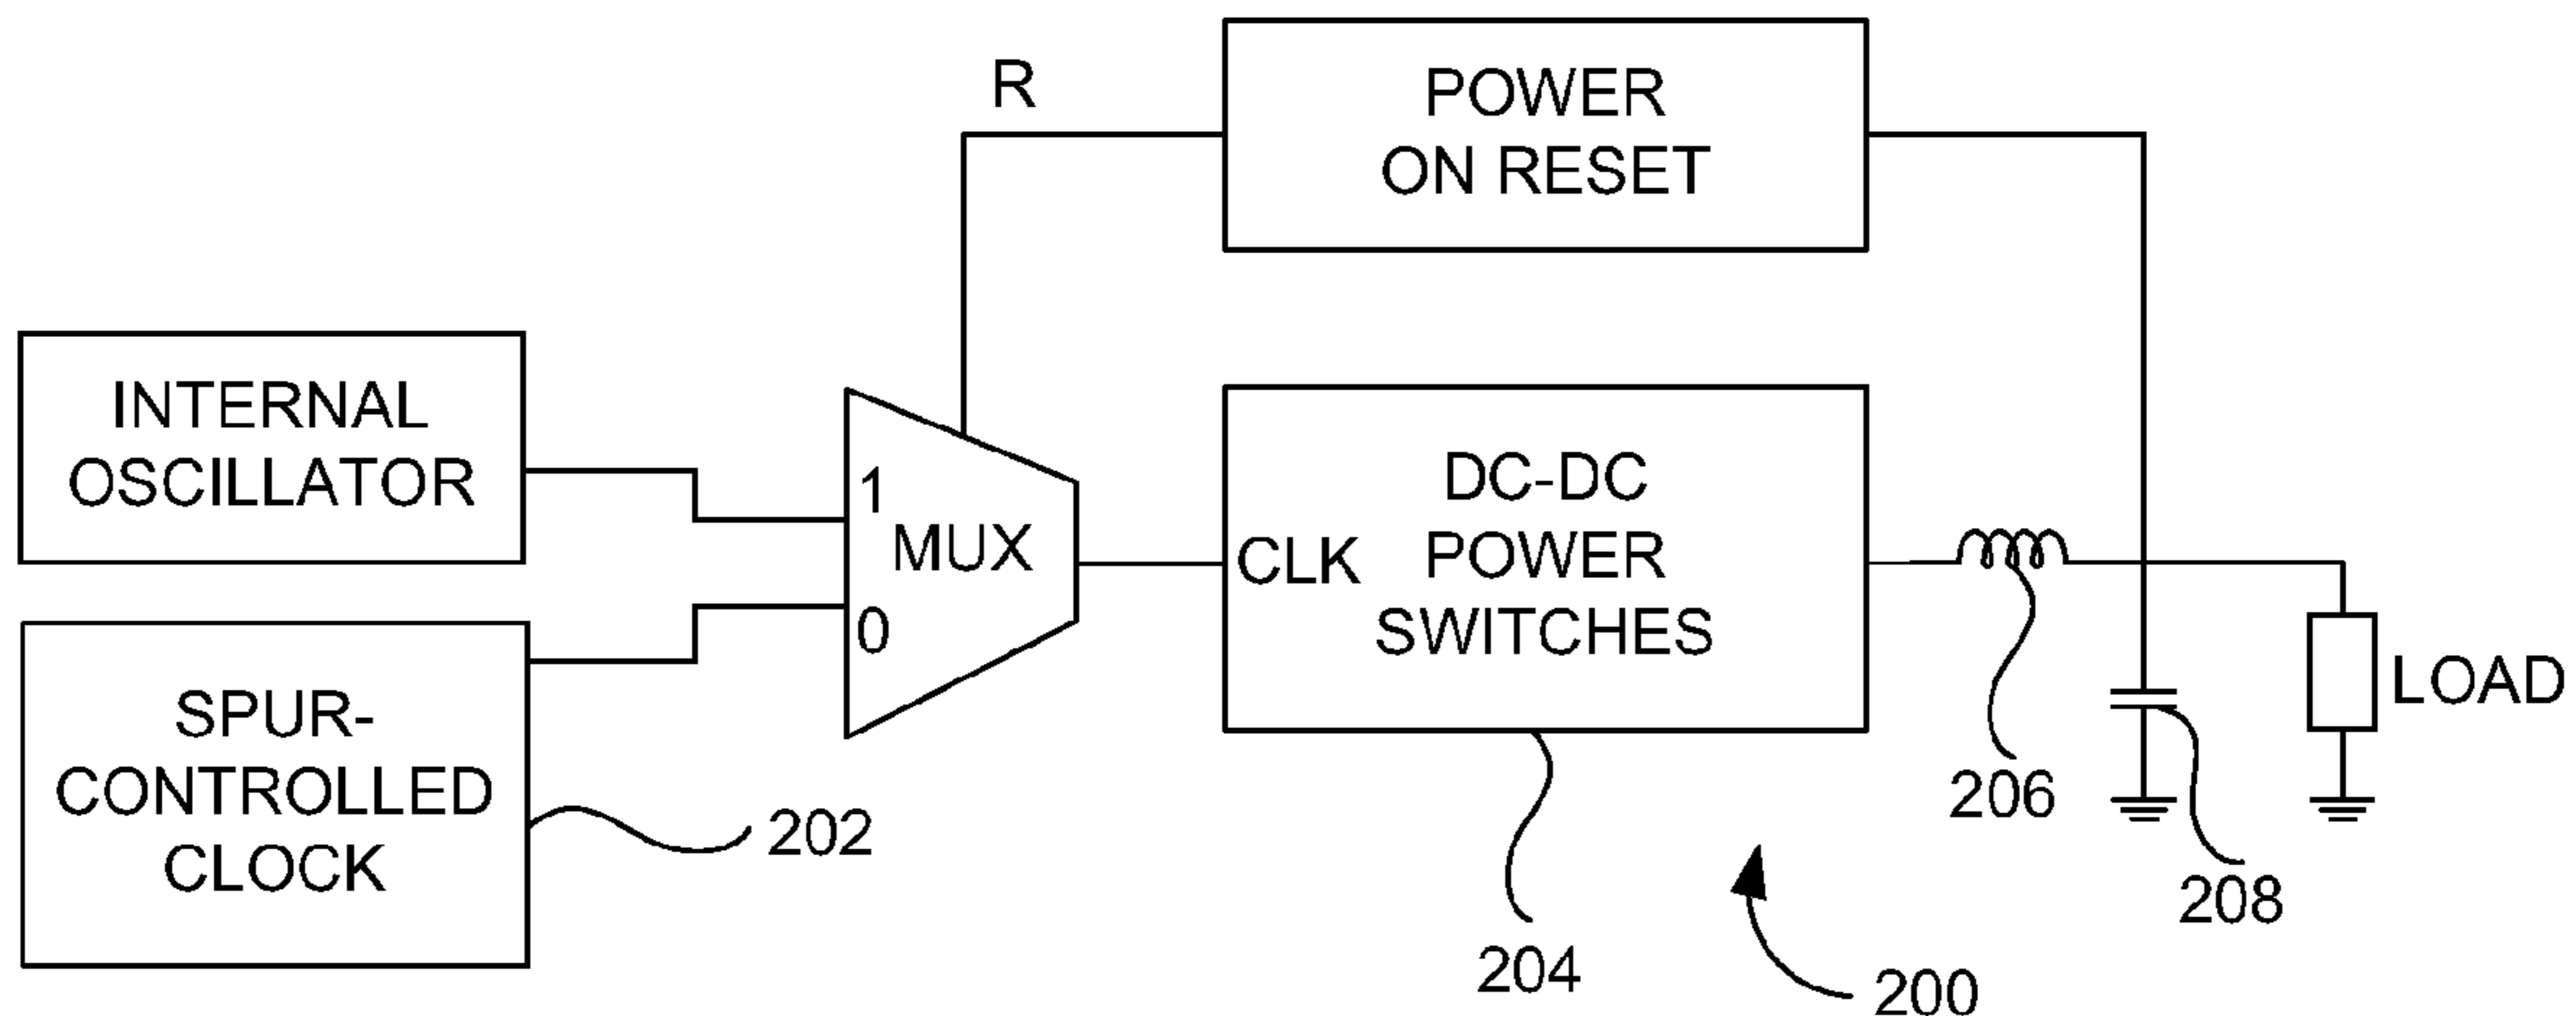 R
POWER
ON RESET
INTERNAL
OSCILLATOR
1
MUX
0
CLK
DC-DC
POWER
SWITCHES
LOAD
SPUR-
CONTROLLED
CLOCK
202
204
206
208
200